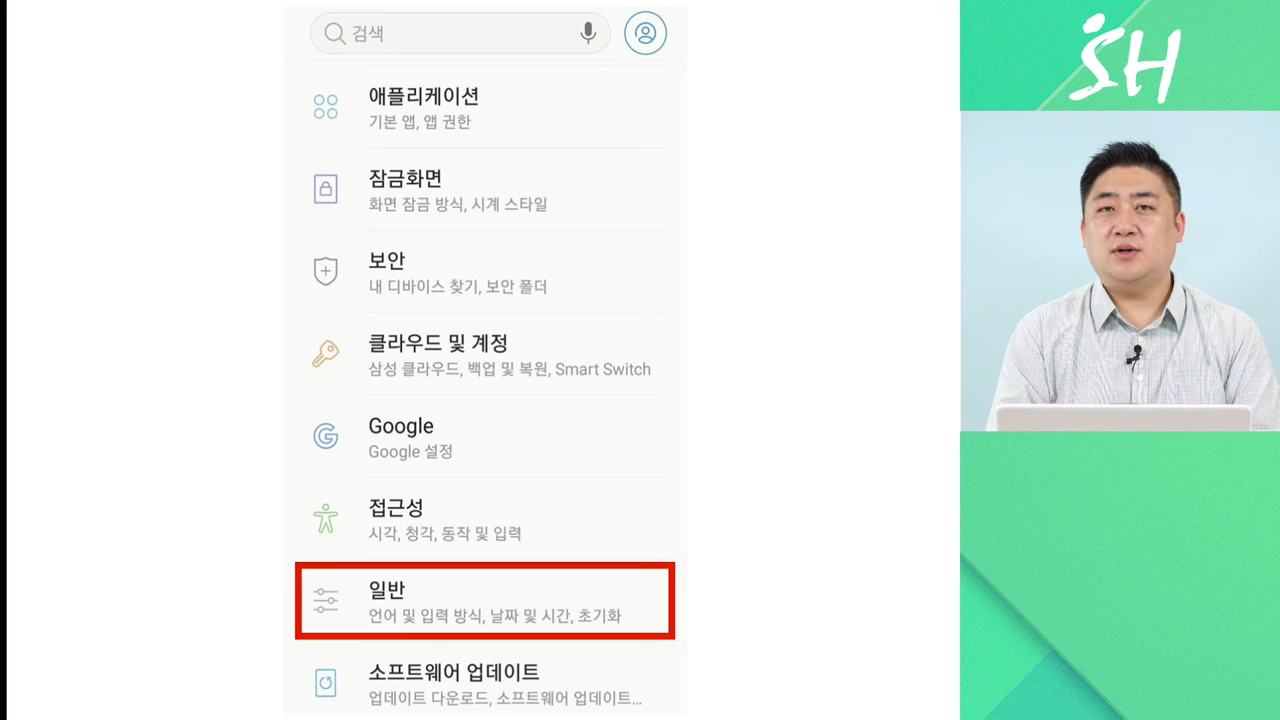 검색
애플리케이션
기본 앱, 앱 권한
잠금화면
화면 잠금 방식, 시계 스타일
보안
내 디바이스 찾기, 보안 폴더
클라우드 및 계정
삼성 클라우드, 백업 및 복원, Smart Switch
Google
Google 설정
접근성
시각, 청각, 동작 및 입력
일반
언어 및 입력 방식, 날짜 및 시간, 초기화
소프트웨어 업데이트
업데이트 다운로드, 소프트웨어 업데이트...
SH